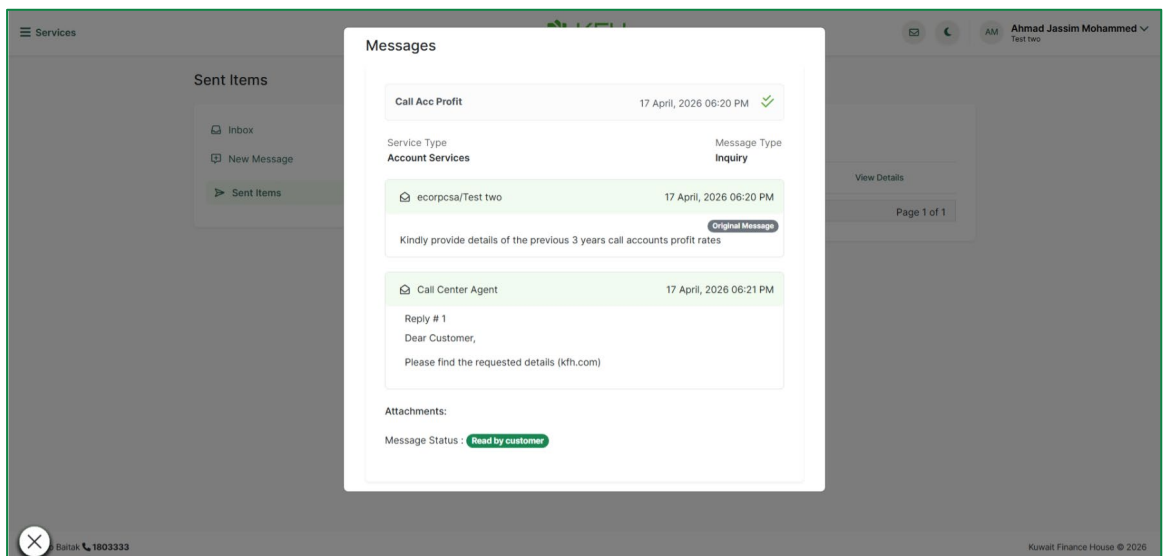 Services
AM
Ahmad Jassim Mohammed
Test two
Messages
Sent Items
Inbox
New Message
Sent Items
View Details
Page 1 of 1
Call Acc Profit
17 April, 2026 06:20 PM
Service Type
Message Type
Account Services
Inquiry
ecorpcsa/Test two
17 April, 2026 06:20 PM
Original Message
Kindly provide details of the previous 3 years call accounts profit rates
Call Center Agent
17 April, 2026 06:21 PM
Reply # 1
Dear Customer,
Please find the requested details (kfh.com)
Attachments:
Message Status : Read by customer
Baitak 1803333
Kuwait Finance House © 2026